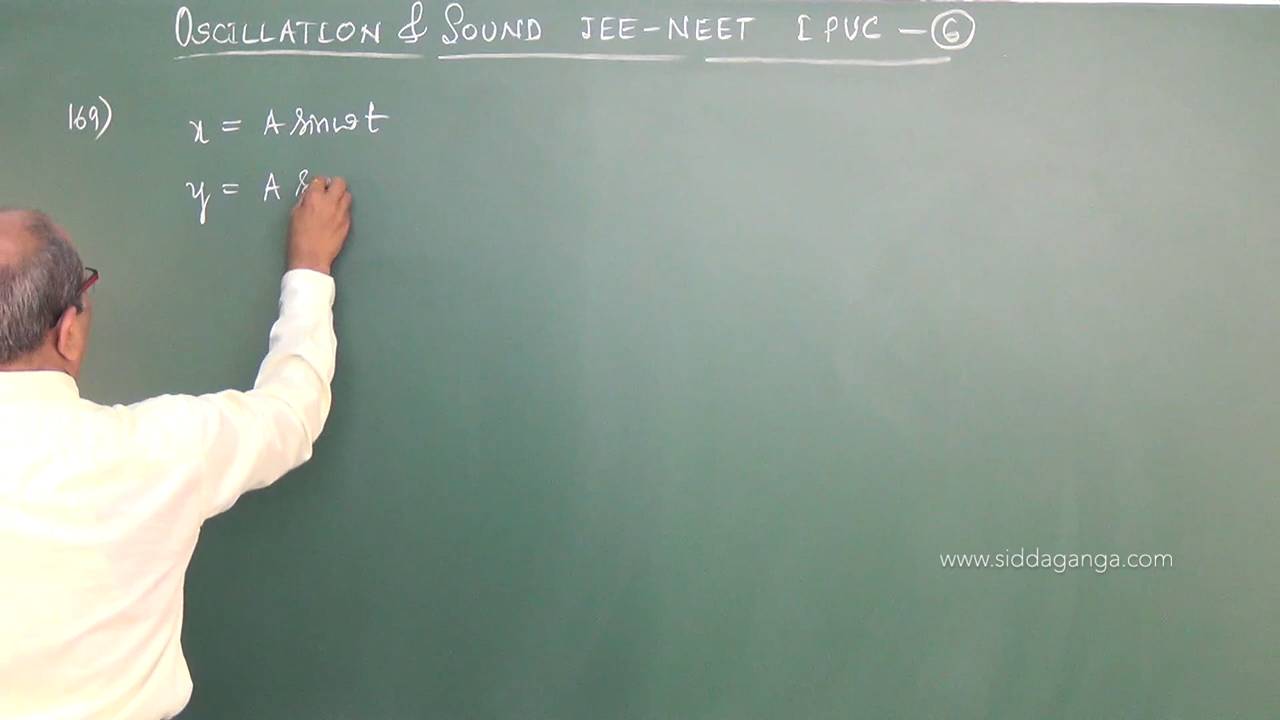 OSCILLATION & SOUND JEE-NEET I PUC - 6
169) x = A sinωt
y = A
www.siddaganga.com